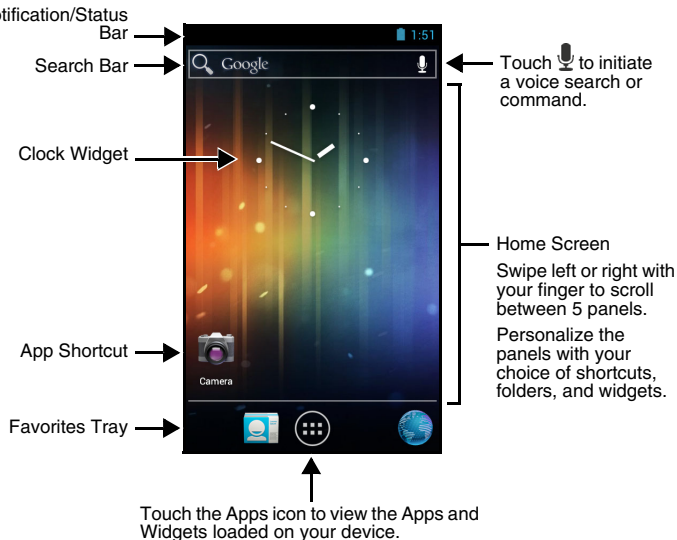 Bar
1:51
Search Bar
Google
Touch to initiate
a voice search or
command.
Clock Widget
Home Screen
Swipe left or right with
your finger to scroll
between 5 panels.
Personalize the
panels with your
choice of shortcuts,
folders, and widgets.
App Shortcut
Camera
Favorites Tray
Touch the Apps icon to view the Apps and
Widgets loaded on your device.